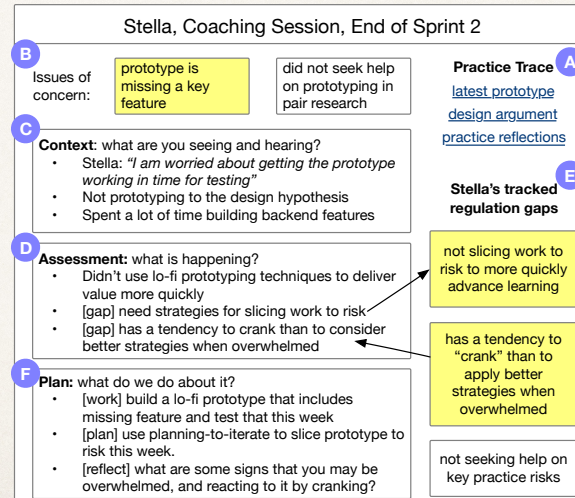 Stella, Coaching Session, End of Sprint 2
B
Issues of
concern:
prototype is
missing a key
feature
did not seek help
on prototyping in
pair research
A
Practice Trace
latest prototype
design argument
practice reflections
C
Context: what are you seeing and hearing?
• Stella: “I am worried about getting the prototype
working in time for testing”
• Not prototyping to the design hypothesis
• Spent a lot of time building backend features
D
Assessment: what is happening?
• Didn’t use lo-fi prototyping techniques to deliver
value more quickly
• [gap] need strategies for slicing work to risk
• [gap] has a tendency to crank than to consider
better strategies when overwhelmed
E
Stella’s tracked
regulation gaps
not slicing work to
risk to more quickly
advance learning
has a tendency to
“crank” than to
apply better
strategies when
overwhelmed
not seeking help on
key practice risks
F
Plan: what do we do about it?
• [work] build a lo-fi prototype that includes
missing feature and test that this week
• [plan] use planning-to-iterate to slice prototype to
risk this week.
• [reflect] what are some signs that you may be
overwhelmed, and reacting to it by cranking?